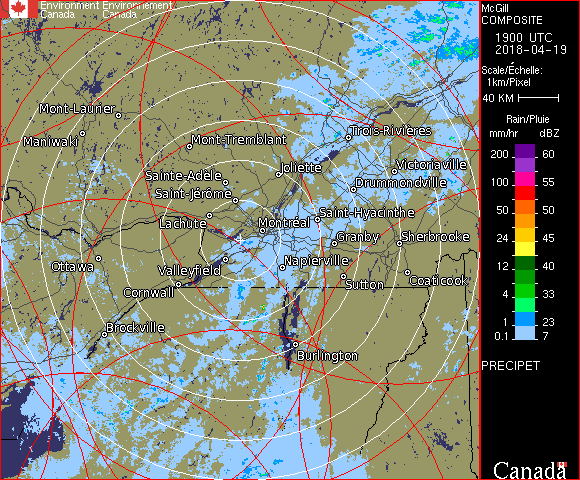 Environment Environnement
Canada Canada
Mont-Laurier
Maniwaki
Mont-Tremblant
Trois-Rivières
Joliette
Victoriaville
Sainte-Adèle
Drummondville
Saint-Jérôme
Saint-Hyacinthe
Lachute
Montréal
Granby
Sherbrooke
Ottawa
Valleyfield
Napierville
Cornwall
Sutton
Coaticook
Brockville
Burlington
McGill
COMPOSITE
1900 UTC
2018-04-19
Scale/Échelle:
1km/Pixel
40 KM
Rain/Pluie
mm/hr dBZ
200 60
100 55
50 50
24 45
12 40
4 33
1 23
0.1 7
PRECIPET
Canada